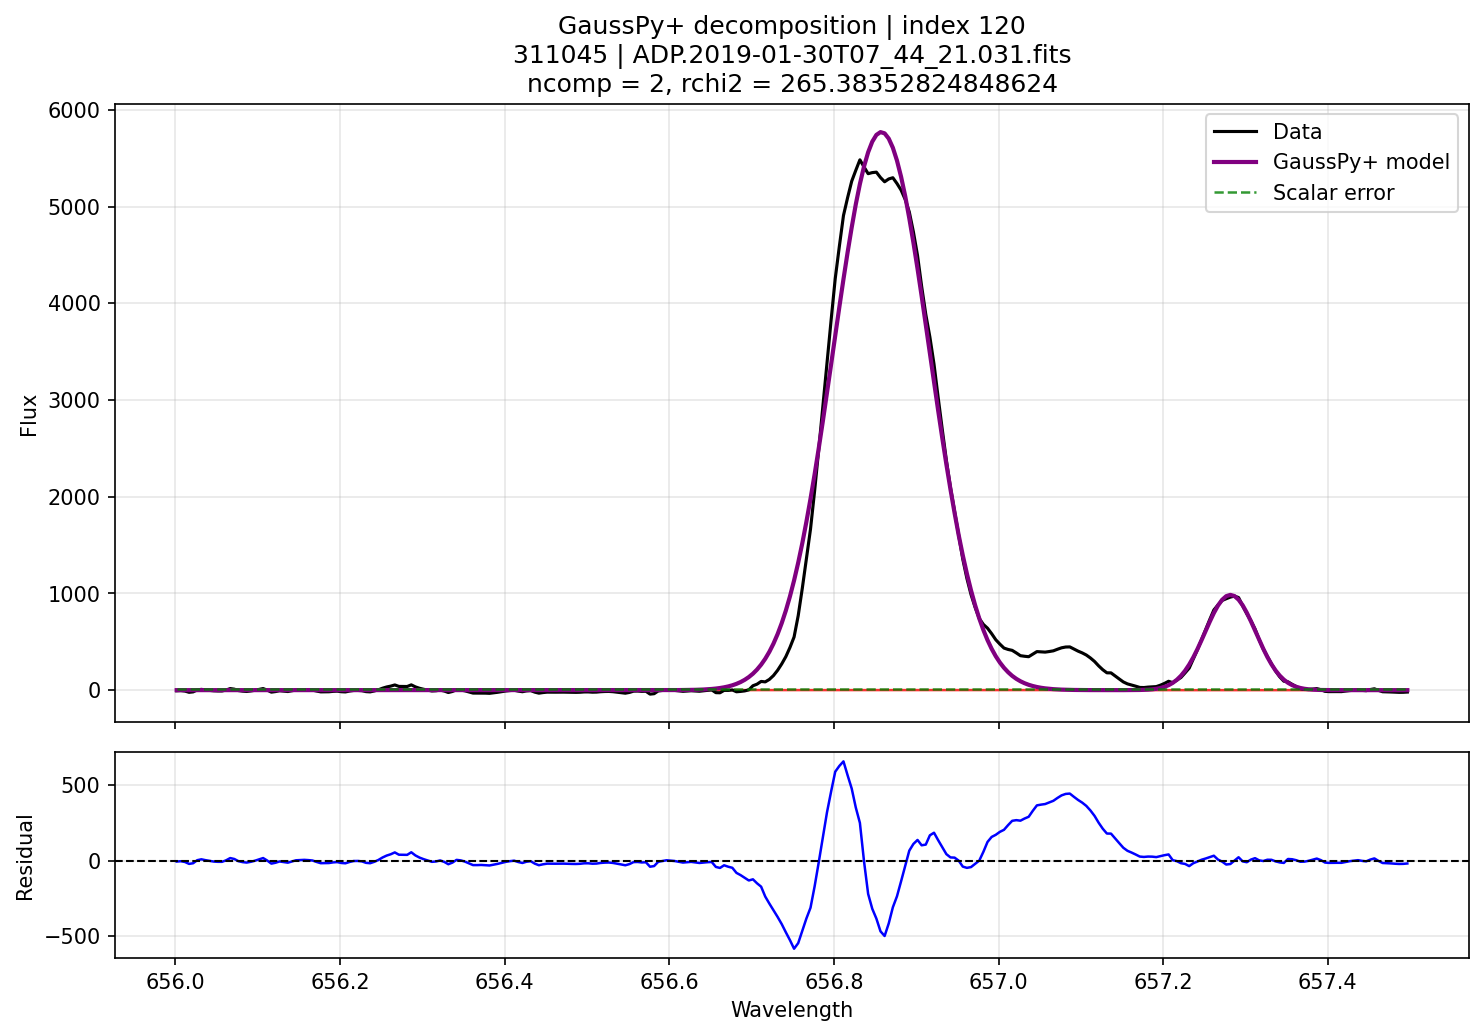 GaussPy+ decomposition | index 120
311045 | ADP.2019-01-30T07_44_21.031.fits
ncomp = 2, rchi2 = 265.38352824848624
6000
5000
4000
3000
2000
1000
0
Flux
Data
GaussPy+ model
Scalar error
500
0
−500
Residual
656.0
656.2
656.4
656.6
656.8
657.0
657.2
657.4
Wavelength